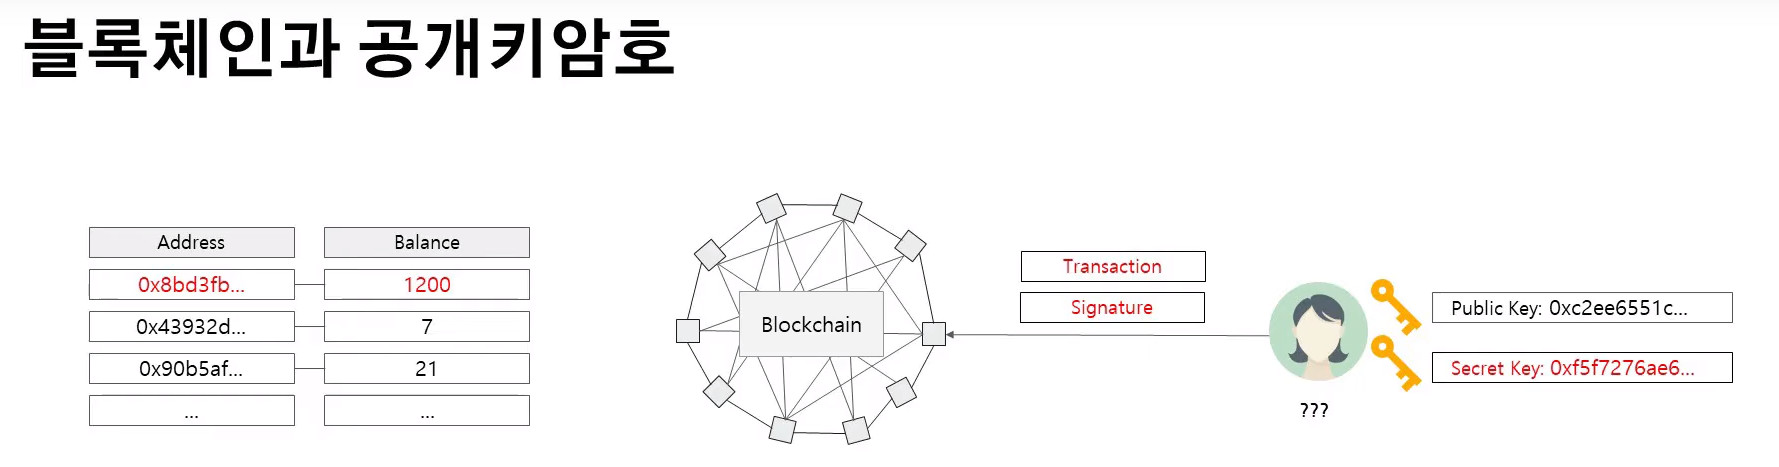 블록체인과 공개키암호
Address Balance
0x8bd3fb... 1200
0x43932d... 7
0x90b5af... 21
... ...
Blockchain
Transaction
Signature
Public Key: 0xc2ee6551c...
Secret Key: 0xf5f7276ae6...
???